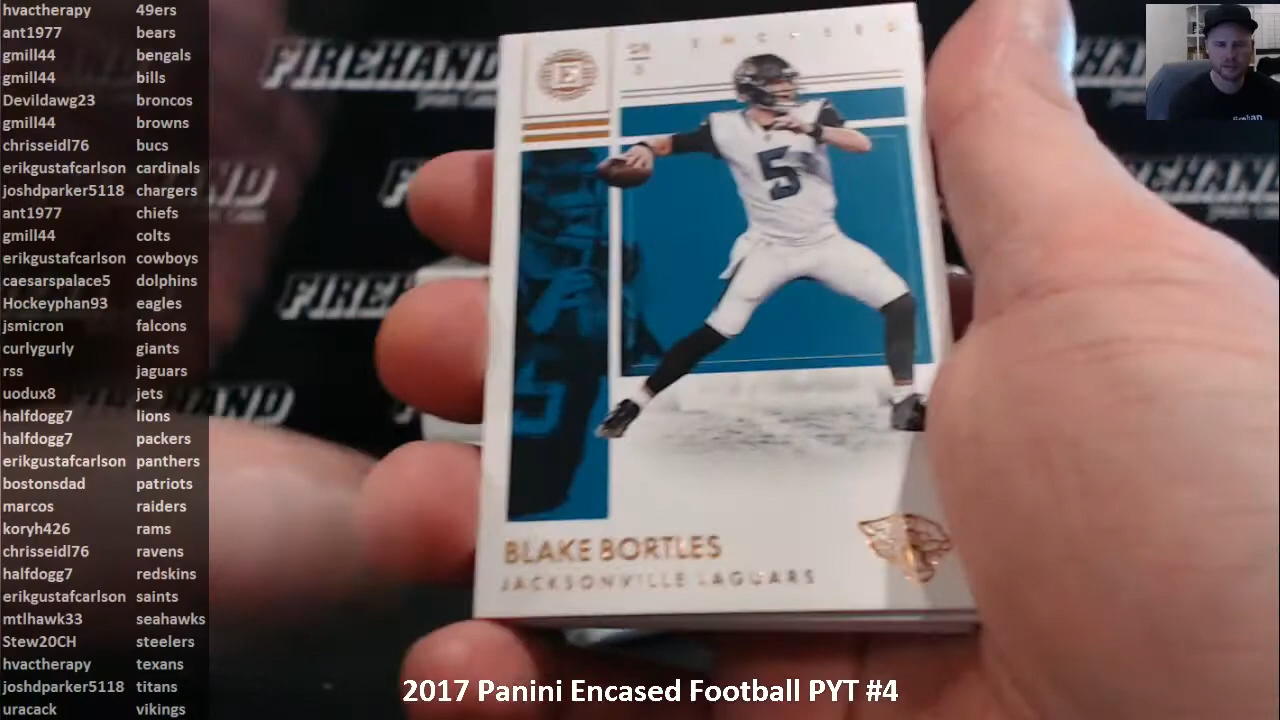 hvactherapy 49ers
ant1977 bears
gmill44 bengals
gmill44 bills
Devildawg23 broncos
gmill44 browns
chrisseidl76 bucs
erikgustafcarlson cardinals
joshdparker5118 chargers
ant1977 chiefs
gmill44 colts
erikgustafcarlson cowboys
caesarspalace5 dolphins
Hockeyphan93 eagles
jsmicron falcons
curlygurly giants
rss jaguars
uodux8 jets
halfdogg7 lions
halfdogg7 packers
erikgustafcarlson panthers
bostonsdad patriots
marcos raiders
koryh426 rams
chrisseidl76 ravens
halfdogg7 redskins
erikgustafcarlson saints
mtlhawk33 seahawks
Stew20CH steelers
hvactherapy texans
joshdparker5118 titans
uracack vikings
FIREHAND
FIREHAND
FIREHAND
E
QB
5
ENCASED
5
BLAKE BORTLES
JACKSONVILLE JAGUARS
2017 Panini Encased Football PYT #4